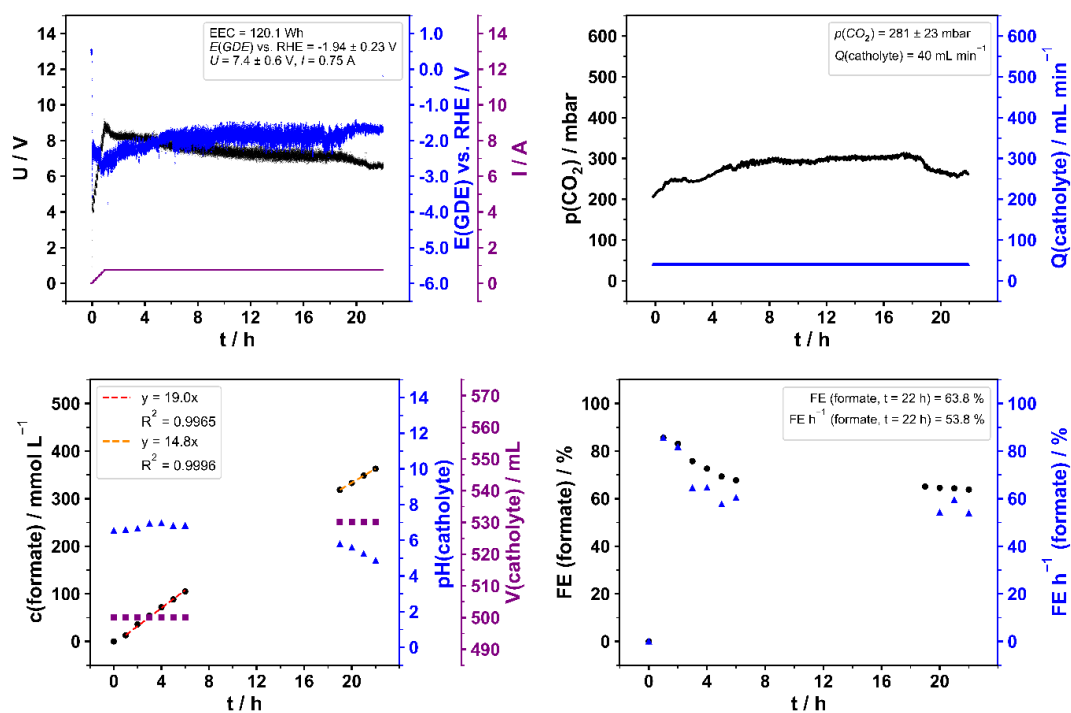 EEC = 120.1 Wh
E(GDE) vs. RHE = -1.94 ± 0.23 V
U = 7.4 ± 0.6 V, I = 0.75 A
14
12
10
8
6
4
2
0
U / V
1.0
0.0
-1.0
-2.0
-3.0
-4.0
-5.0
-6.0
E(GDE) vs. RHE / V
14
12
10
8
6
4
2
0
I / A
0 4 8 12 16 20
t / h
p(CO₂) = 281 ± 23 mbar
Q(catholyte) = 40 mL min⁻¹
600
500
400
300
200
100
0
p(CO₂) / mbar
600
500
400
300
200
100
0
Q(catholyte) / mL min⁻¹
0 4 8 12 16 20
t / h
y = 19.0x
R² = 0.9965
y = 14.8x
R² = 0.9996
500
400
300
200
100
0
c(formate) / mmol L⁻¹
14
12
10
8
6
4
2
0
pH(catholyte)
570
560
550
540
530
520
510
500
490
V(catholyte) / mL
0 4 8 12 16 20
t / h
FE (formate, t = 22 h) = 63.8 %
FE h⁻¹ (formate, t = 22 h) = 53.8 %
100
80
60
40
20
0
FE (formate) / %
100
80
60
40
20
0
FE h⁻¹ (formate) / %
0 4 8 12 16 20
t / h